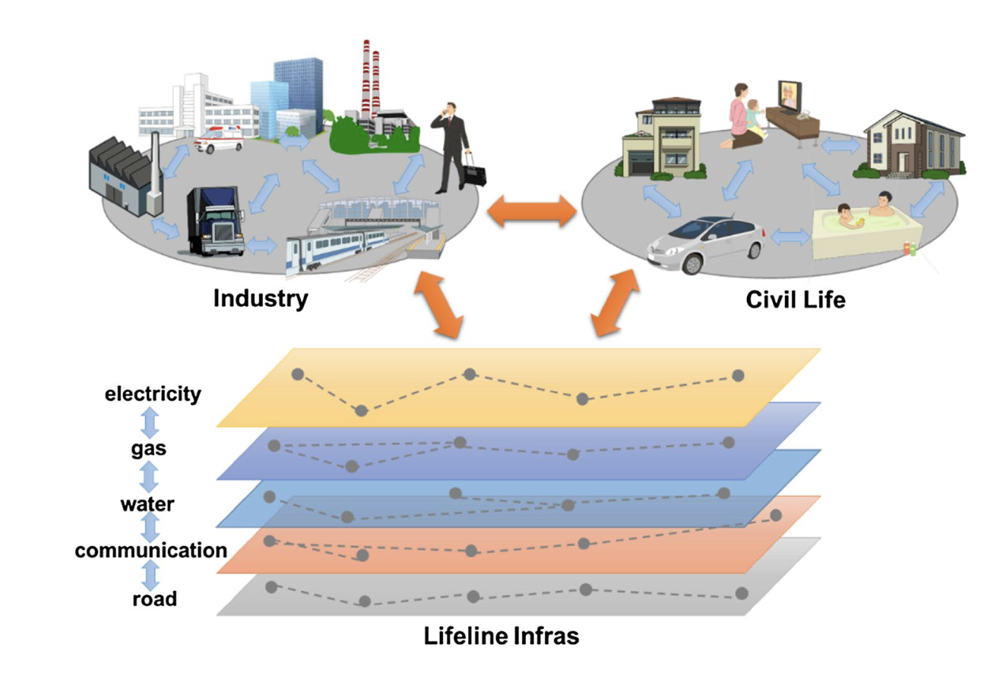 Industry
Civil Life
electricity
gas
water
communication
road
Lifeline Infras